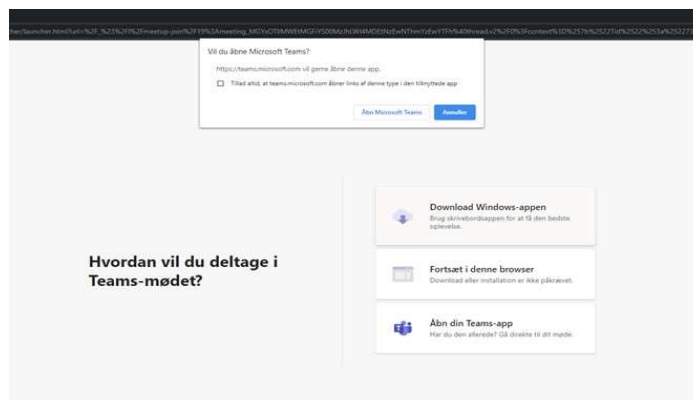 Vil du åbne Microsoft Teams?
https://teams.microsoft.com vil gerne åbne denne app.
Tillad altid, at teams.microsoft.com åbner links af denne type i den tilknyttede app
Åbn Microsoft Teams
Annuller
Hvordan vil du deltage i
Teams-mødet?
Download Windows-appen
Brug skrivebordsappen for at få den bedste
oplevelse.
Fortsæt i denne browser
Download eller installation er ikke påkrævet.
Åbn din Teams-app
Har du den allerede? Gå direkte til dit møde.